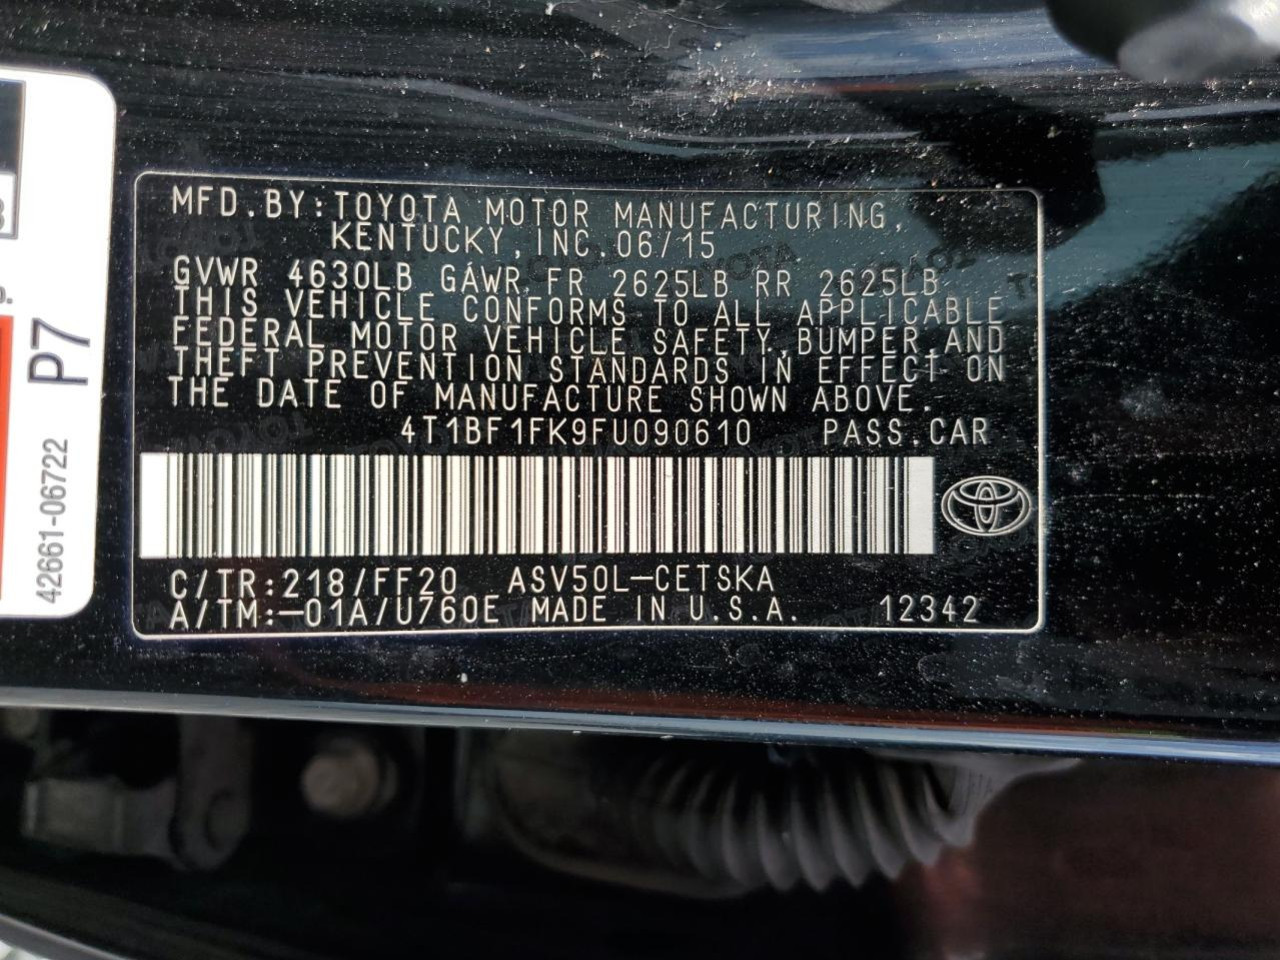 MFD.BY:TOYOTA MOTOR MANUFACTURING,
KENTUCKY,INC.06/15
GVWR 4630LB GAWR FR 2625LB RR 2625LB
THIS VEHICLE CONFORMS TO ALL APPLICABLE
FEDERAL MOTOR VEHICLE SAFETY,BUMPER,AND
THEFT PREVENTION STANDARDS IN EFFECT ON
THE DATE OF MANUFACTURE SHOWN ABOVE.
4T1BF1FK9FU090610 PASS.CAR
C/TR:218/FF20 ASV50L-CETSKA
A/TM:-01A/U760E MADE IN U.S.A. 12342
P7
42661-06722